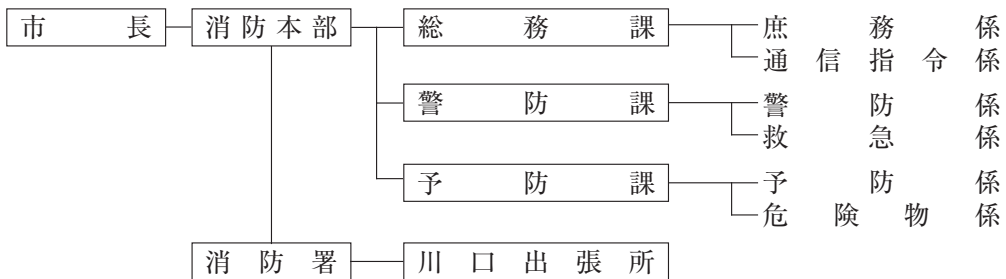 市長 消防本部 総務課 庶務係
通信指令係
警防課 警防係
救急係
予防課 予防係
危険物係
消防署 川口出張所